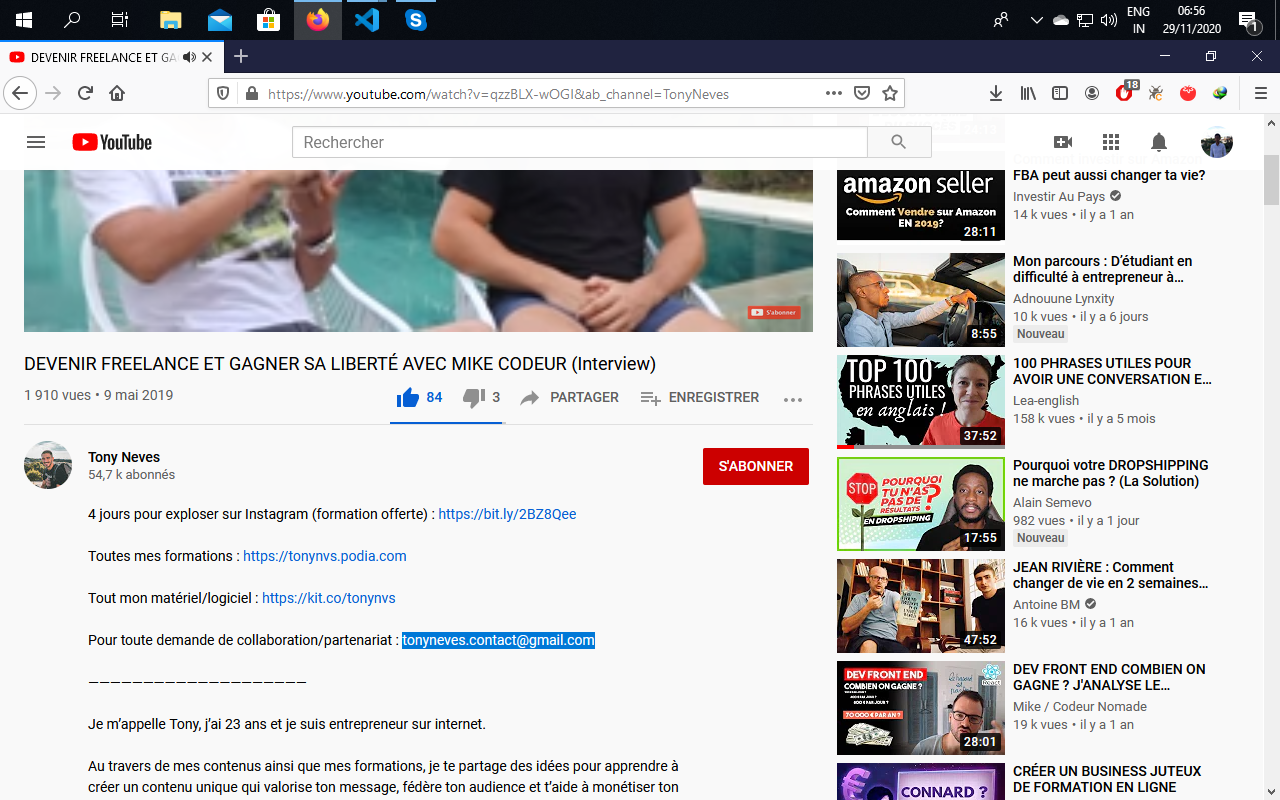 ENG
IN
06:56
29/11/2020
1
DEVENIR FREELANCE ET GA
https://www.youtube.com/watch?v=qzzBLX-wOGI&ab_channel=TonyNeves
18
YouTube
Rechercher
S'abonner
DEVENIR FREELANCE ET GAGNER SA LIBERTÉ AVEC MIKE CODEUR (Interview)
1 910 vues • 9 mai 2019
84
3
PARTAGER
ENREGISTRER
Tony Neves
54,7 k abonnés
S'ABONNER
4 jours pour exploser sur Instagram (formation offerte) : https://bit.ly/2BZ8Qee
Toutes mes formations : https://tonynvs.podia.com
Tout mon matériel/logiciel : https://kit.co/tonynvs
Pour toute demande de collaboration/partenariat : tonyneves.contact@gmail.com
————————————————————
Je m’appelle Tony, j’ai 23 ans et je suis entrepreneur sur internet.
Au travers de mes contenus ainsi que mes formations, je te partage des idées pour apprendre à
créer un contenu unique qui valorise ton message, fédère ton audience et t’aide à monétiser ton
amazon seller
Comment Vendre sur Amazon
EN 2019?
28:11
FBA peut aussi changer ta vie?
Investir Au Pays
14 k vues • il y a 1 an
8:55
Mon parcours : D’étudient en
difficulté à entrepreneur à…
Adnouune Lynxity
10 k vues • il y a 6 jours
Nouveau
TOP 100
PHRASES UTILES
en anglais !
37:52
100 PHRASES UTILES POUR
AVOIR UNE CONVERSATION E…
Lea-english
158 k vues • il y a 5 mois
STOP
POURQUOI
TU N'AS
PAS DE
RÉSULTATS
?
EN DROPSHIPING
17:55
Pourquoi votre DROPSHIPPING
ne marche pas ? (La Solution)
Alain Semevo
982 vues • il y a 1 jour
Nouveau
47:52
JEAN RIVIÈRE : Comment
changer de vie en 2 semaines…
Antoine BM
16 k vues • il y a 1 an
DEV FRONT END
COMBIEN ON GAGNE ?
70 000 € PAR AN ?
28:01
DEV FRONT END COMBIEN ON
GAGNE ? J'ANALYSE LE…
Mike / Codeur Nomade
19 k vues • il y a 1 an
CONNARD ?
CRÉER UN BUSINESS JUTEUX
DE FORMATION EN LIGNE